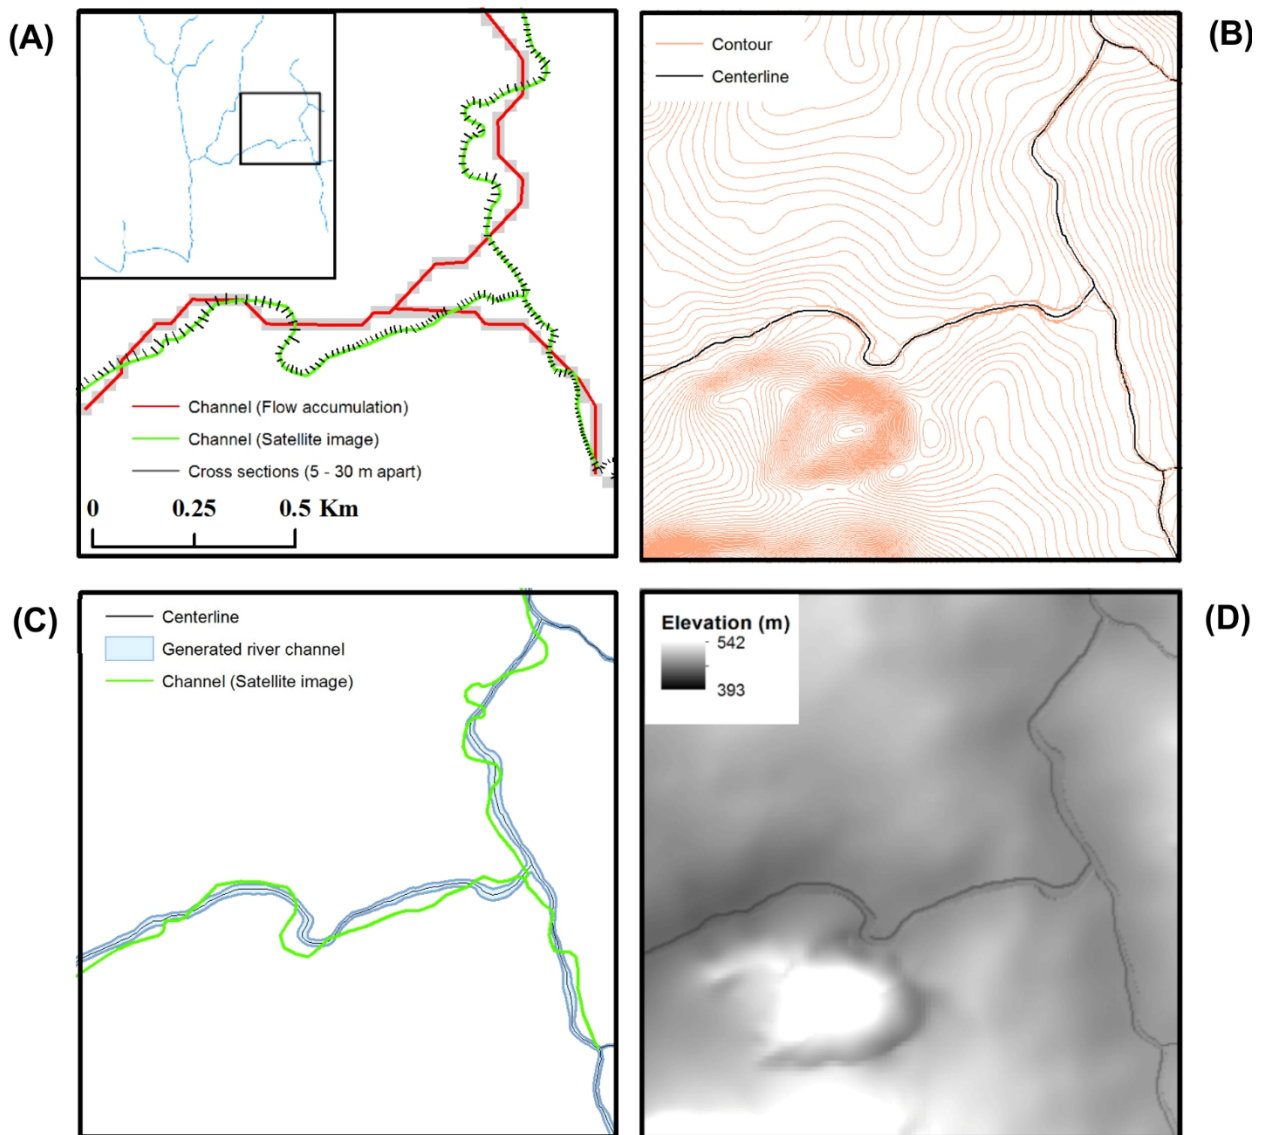 (A)
Channel (Flow accumulation)
Channel (Satellite image)
Cross sections (5 - 30 m apart)
0 0.25 0.5 Km
(B)
Contour
Centerline
(C)
Centerline
Generated river channel
Channel (Satellite image)
(D)
Elevation (m)
542
393